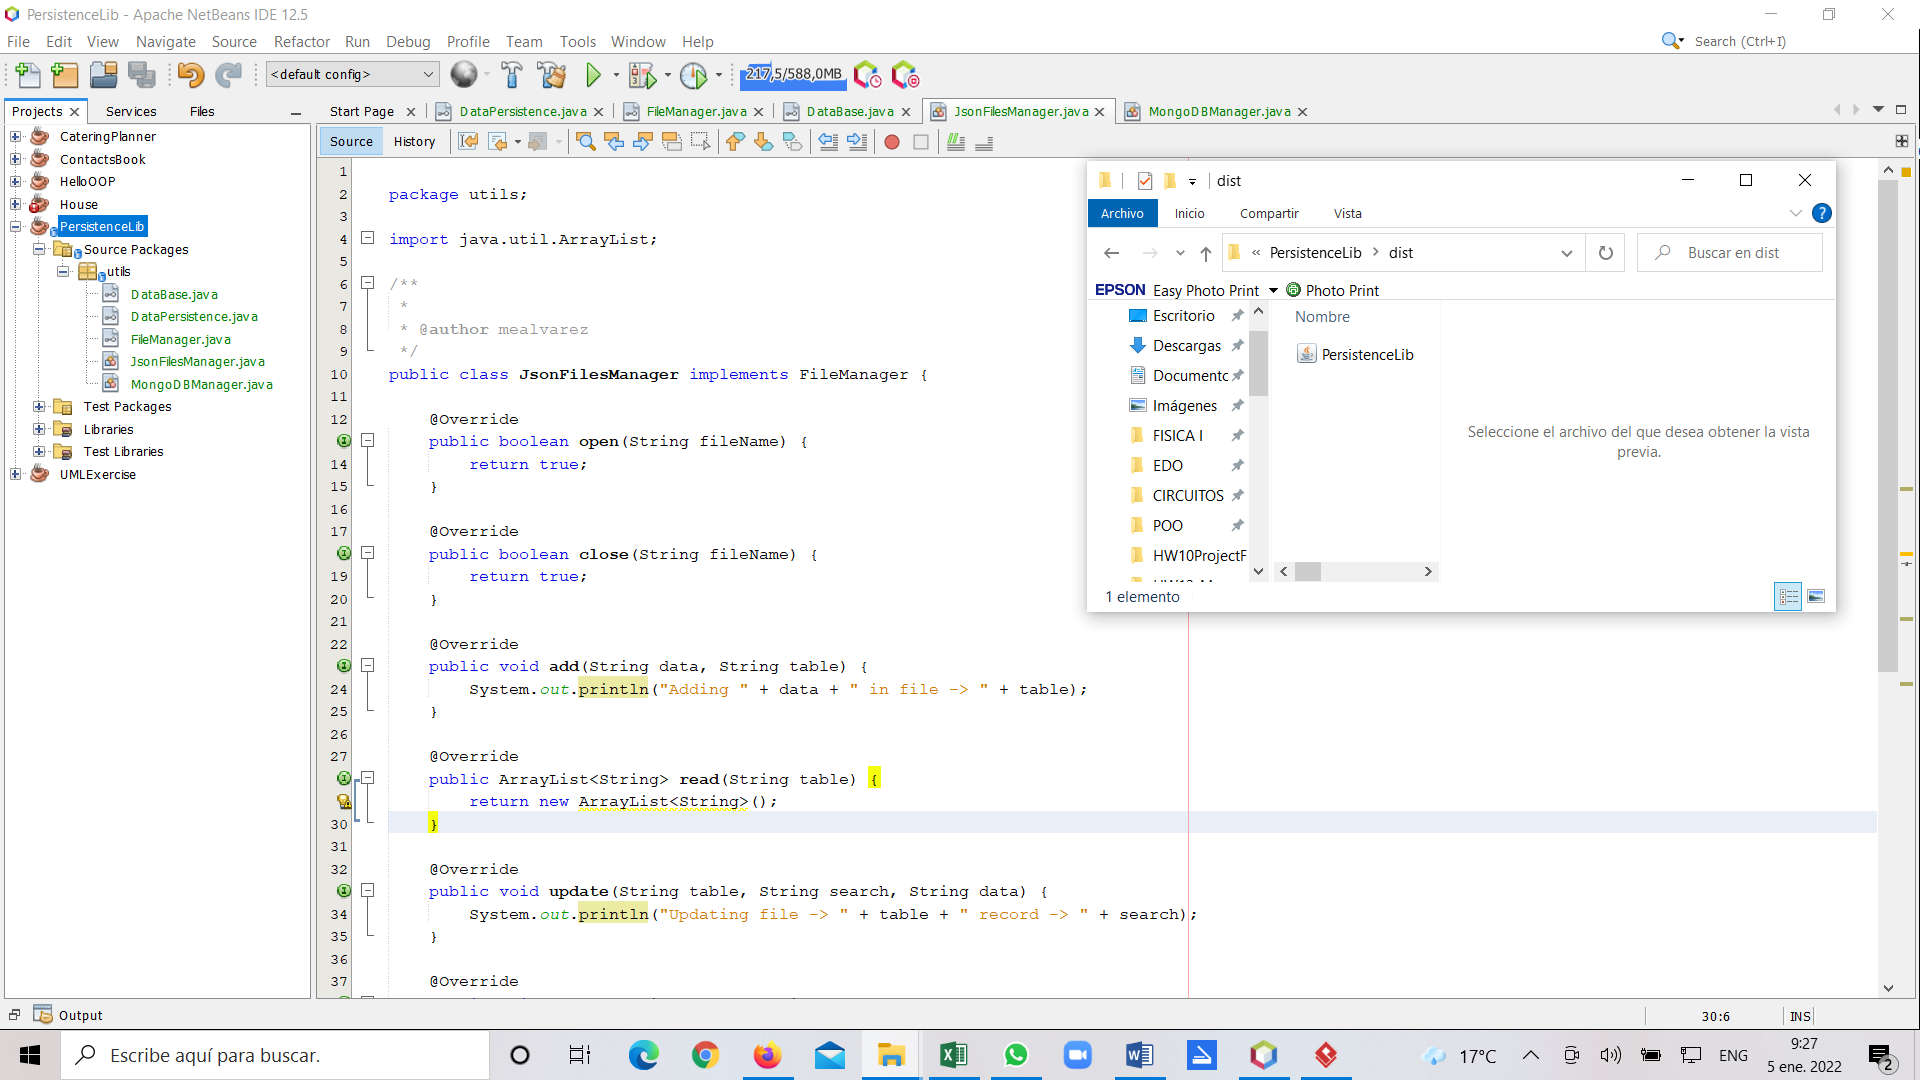 PersistenceLib - Apache NetBeans IDE 12.5
File Edit View Navigate Source Refactor Run Debug Profile Team Tools Window Help
Search (Ctrl+I)
<default config>
217,5/588,0MB
Projects Services Files
Start Page DataPersistence.java FileManager.java DataBase.java JsonFilesManager.java MongoDBManager.java
Source History
CateringPlanner
ContactsBook
HelloOOP
House
PersistenceLib
Source Packages
utils
DataBase.java
DataPersistence.java
FileManager.java
JsonFilesManager.java
MongoDBManager.java
Test Packages
Libraries
Test Libraries
UMLExercise
1
2 package utils;
3
4 import java.util.ArrayList;
5
6 /**
7 *
8 * @author mealvarez
9 */
10 public class JsonFilesManager implements FileManager {
11
12 @Override
public boolean open(String fileName) {
14 return true;
15 }
16
17 @Override
public boolean close(String fileName) {
19 return true;
20 }
21
22 @Override
public void add(String data, String table) {
24 System.out.println("Adding " + data + " in file -> " + table);
25 }
26
27 @Override
public ArrayList<String> read(String table) {
return new ArrayList<String>();
30 }
31
32 @Override
public void update(String table, String search, String data) {
34 System.out.println("Updating file -> " + table + " record -> " + search);
35 }
36
37 @Override
dist
Archivo Inicio Compartir Vista
« PersistenceLib > dist
Buscar en dist
EPSON Easy Photo Print Photo Print
Escritorio
Descargas
Documentc
Imágenes
FISICA I
EDO
CIRCUITOS
POO
HW10ProjectF
Nombre
PersistenceLib
Seleccione el archivo del que desea obtener la vista
previa.
1 elemento
Output
30:6 INS
Escribe aquí para buscar.
17°C
ENG
9:27
5 ene. 2022
2